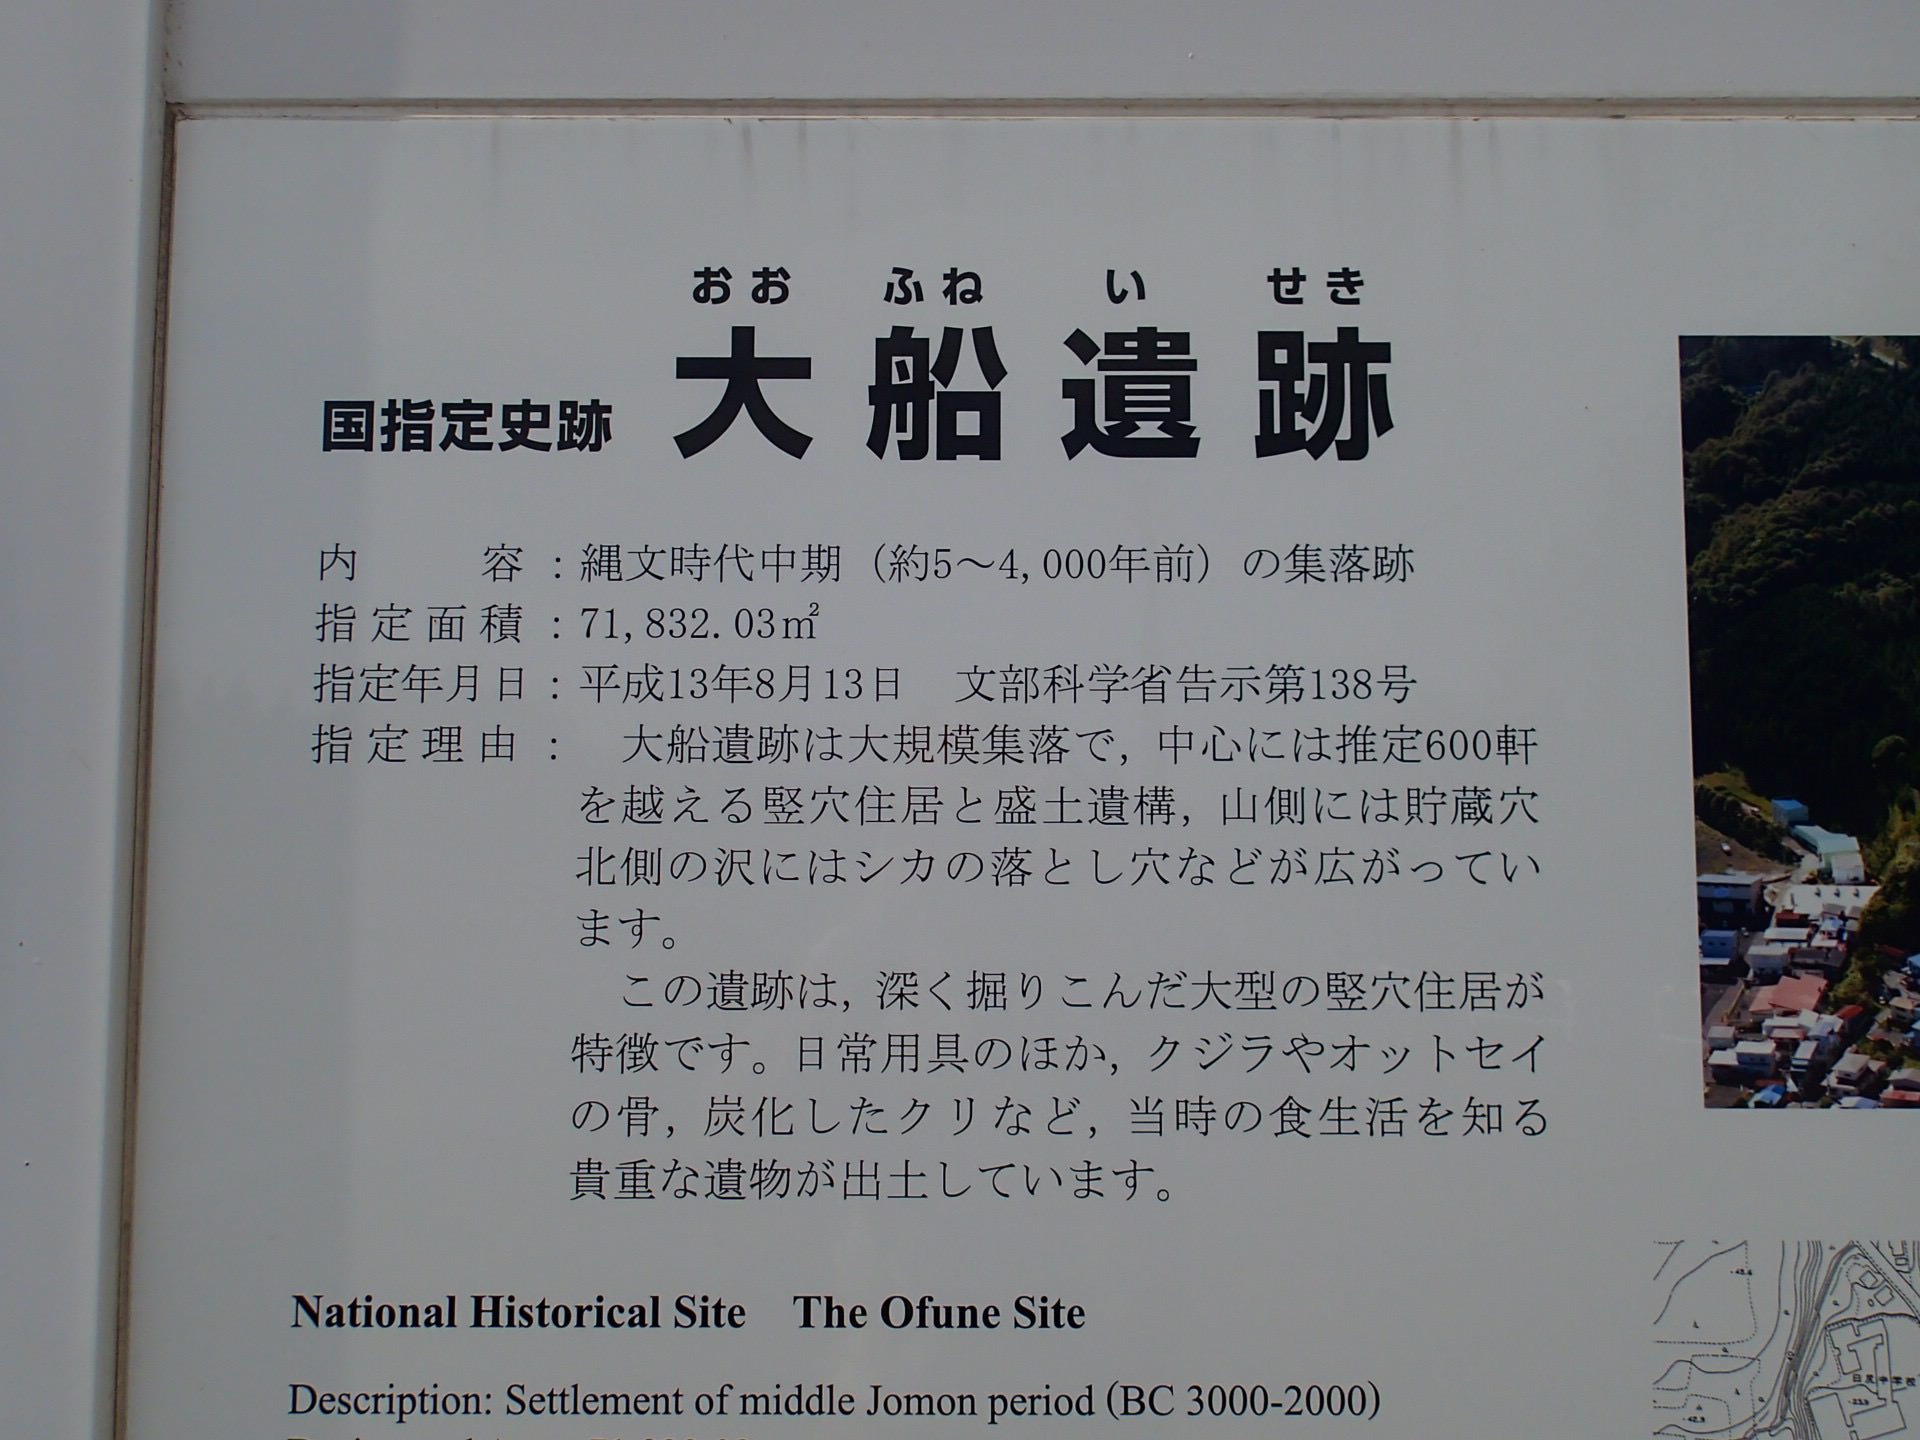 おお ふね い せき
国指定史跡 大船遺跡
内容：縄文時代中期（約5～4,000年前）の集落跡
指定面積：71,832.03㎡
指定年月日：平成13年8月13日　文部科学省告示第138号
指定理由：　大船遺跡は大規模集落で，中心には推定600軒
を越える竪穴住居と盛土遺構，山側には貯蔵穴
北側の沢にはシカの落とし穴などが広がってい
ます。
　この遺跡は，深く掘りこんだ大型の竪穴住居が
特徴です。日常用具のほか，クジラやオットセイ
の骨，炭化したクリなど，当時の食生活を知る
貴重な遺物が出土しています。
National Historical Site　The Ofune Site
Description: Settlement of middle Jomon period (BC 3000-2000)